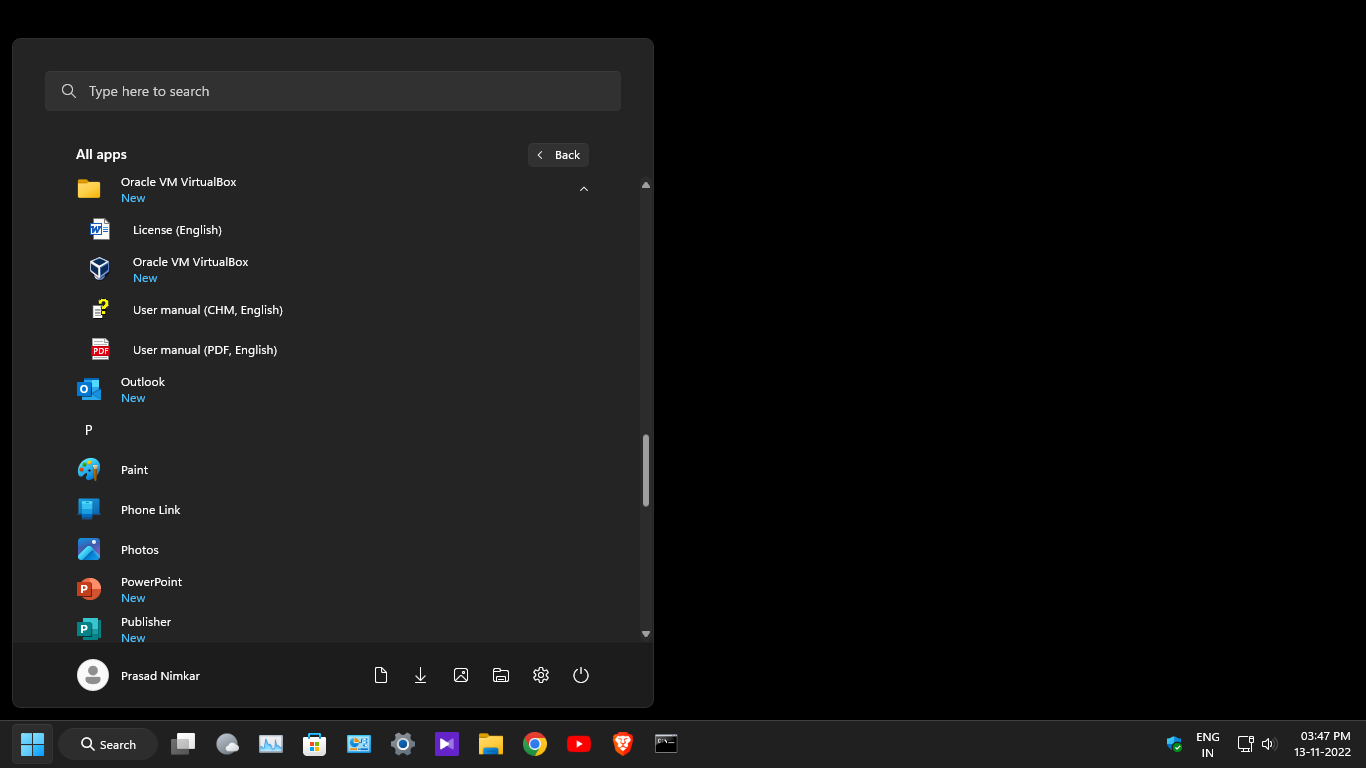 Type here to search
All apps
Back
Oracle VM VirtualBox
New
License (English)
Oracle VM VirtualBox
New
User manual (CHM, English)
User manual (PDF, English)
Outlook
New
P
Paint
Phone Link
Photos
PowerPoint
New
Publisher
New
Prasad Nimkar
Search
ENG
IN
03:47 PM
13-11-2022